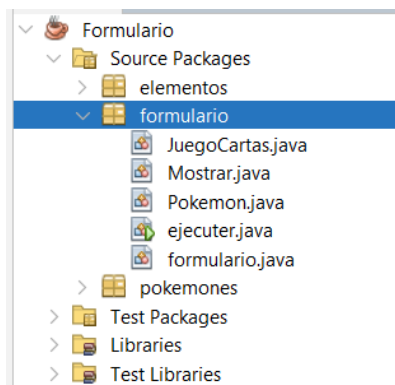 Formulario
Source Packages
elementos
formulario
JuegoCartas.java
Mostrar.java
Pokemon.java
ejecuter.java
formulario.java
pokemones
Test Packages
Libraries
Test Libraries